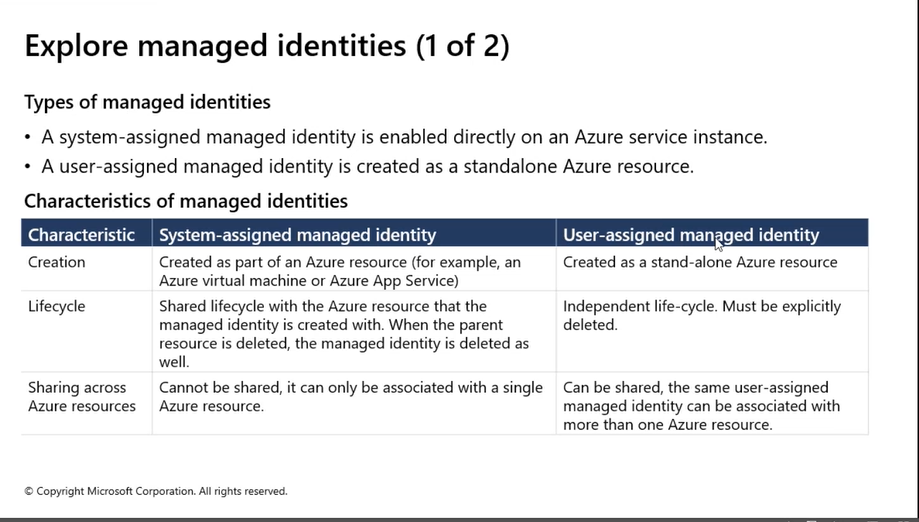 Explore managed identities (1 of 2)
Types of managed identities
• A system-assigned managed identity is enabled directly on an Azure service instance.
• A user-assigned managed identity is created as a standalone Azure resource.
Characteristics of managed identities
Characteristic System-assigned managed identity User-assigned managed identity
Creation
Created as part of an Azure resource (for example, an
Azure virtual machine or Azure App Service)
Created as a stand-alone Azure resource
Lifecycle
Shared lifecycle with the Azure resource that the
managed identity is created with. When the parent
resource is deleted, the managed identity is deleted as
well.
Independent life-cycle. Must be explicitly
deleted.
Sharing across
Azure resources
Cannot be shared, it can only be associated with a single
Azure resource.
Can be shared, the same user-assigned
managed identity can be associated with
more than one Azure resource.
© Copyright Microsoft Corporation. All rights reserved.